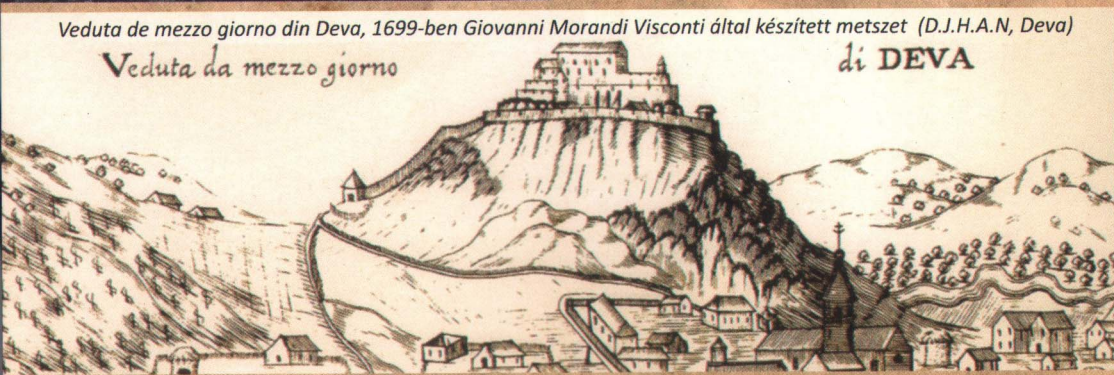 Veduta de mezzo giorno din Deva, 1699-ben Giovanni Morandi Visconti által készített metszet (D.J.H.A.N, Deva)
Veduta da mezzo giorno di DEVA